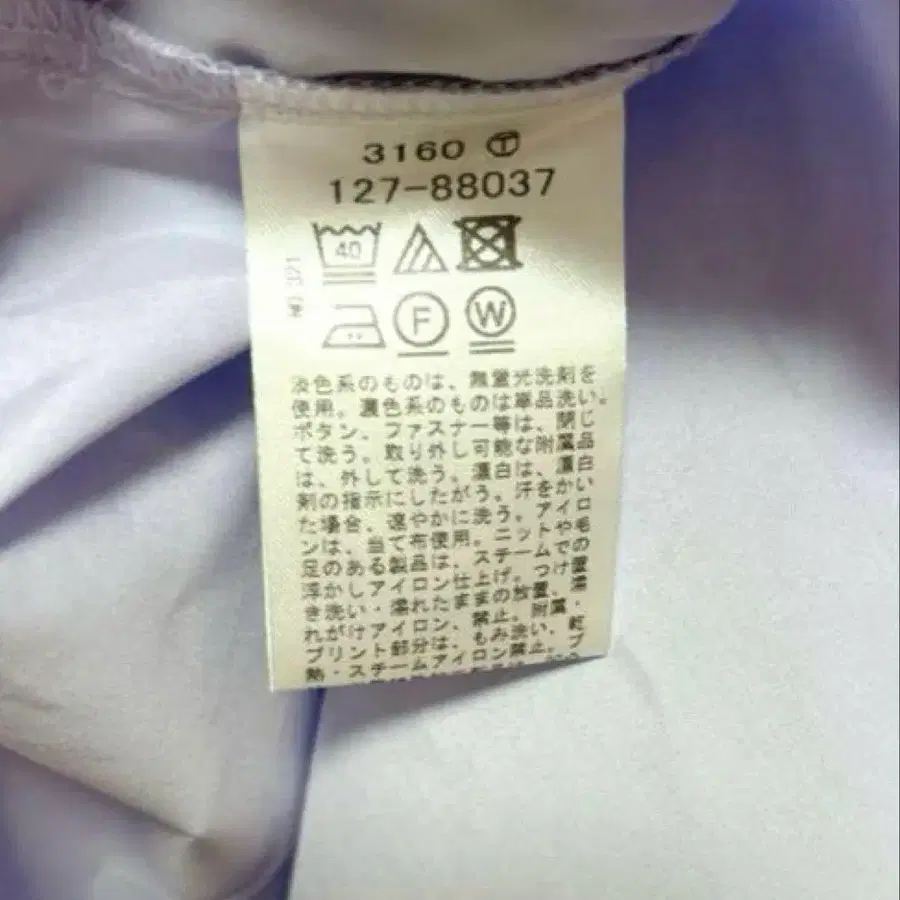 3160 Ⓣ
127-88037
40
F W
淡色系のものは、無蛍光洗剤を
使用。濃色系のものは単品洗い。
ボタン、ファスナー等は、閉じ
て洗う。取り外し可能な附属品
は、外して洗う。漂白は、漂白
剤の指示にしたがう。汗をかい
た場合、速やかに洗う。アイロ
ンは、当て布使用。ニットや毛
足のある製品は、スチームでの
浮かしアイロン仕上げ。つけ置
き洗い・濡れたままの放置、濡
れがけアイロン、禁止。附属・
プリント部分は、もみ洗い、乾
熱・スチームアイロン禁止。プ